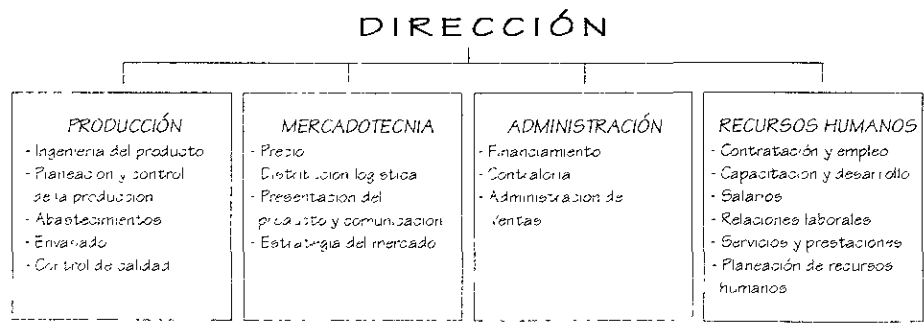 DIRECCIÓN
PRODUCCIÓN
- Ingeniería del producto
- Planeación y control
de la producción
- Abastecimientos
- Envasado
- Control de calidad
MERCADOTECNIA
- Precio
Distribución logística
- Presentación del
producto y comunicación
- Estrategia del mercado
ADMINISTRACIÓN
- Financiamiento
- Contraloría
- Administración de
Ventas
RECURSOS HUMANOS
- Contratación y empleo
- Capacitación y desarrollo
- Salarios
- Relaciones laborales
- Servicios y prestaciones
- Planeación de recursos
humanos